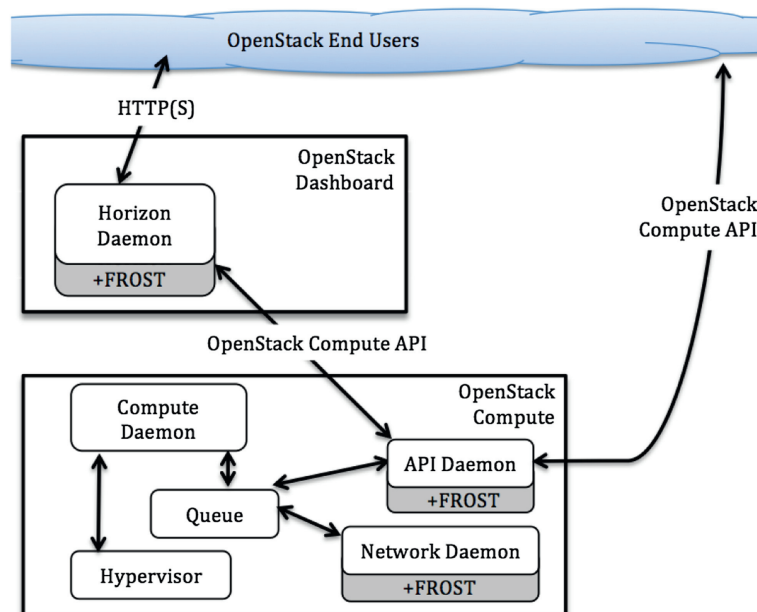 OpenStack End Users
HTTP(S)
OpenStack
Dashboard
Horizon
Daemon
+FROST
OpenStack
Compute API
OpenStack Compute API
OpenStack
Compute
Compute
Daemon
API Daemon
+FROST
Queue
Network Daemon
+FROST
Hypervisor